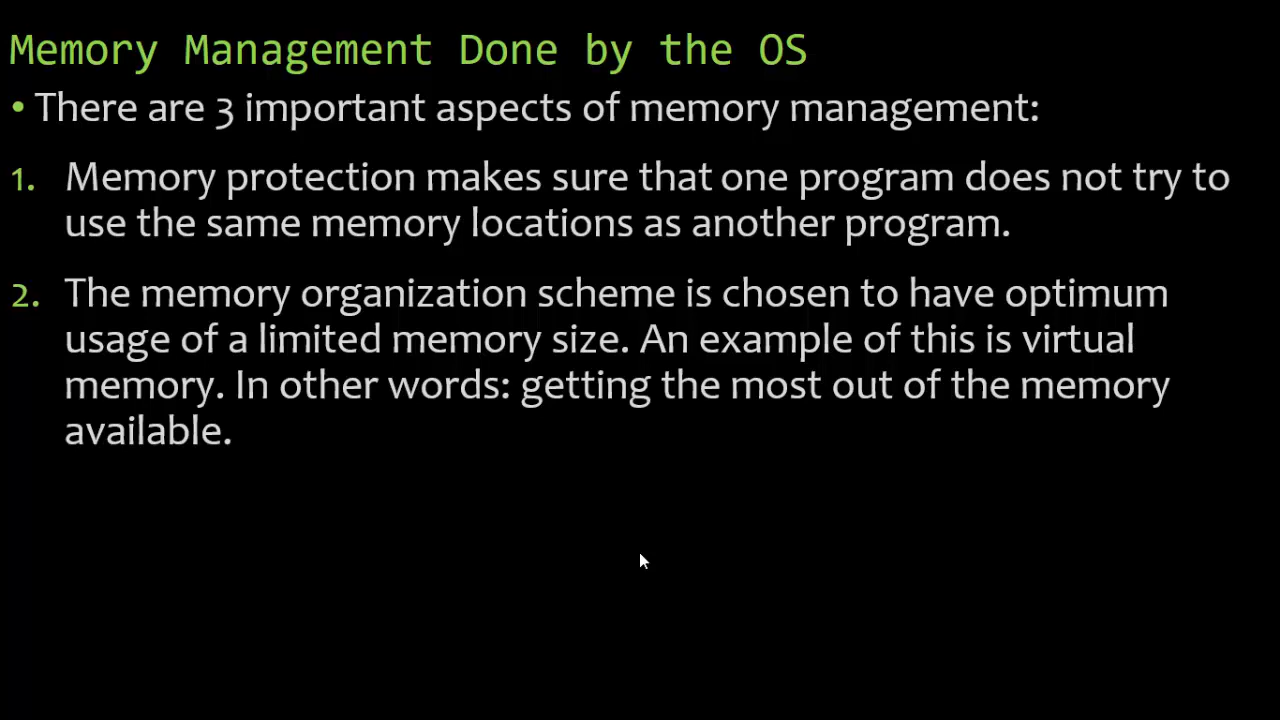 Memory Management Done by the OS
• There are 3 important aspects of memory management:
1. Memory protection makes sure that one program does not try to
use the same memory locations as another program.
2. The memory organization scheme is chosen to have optimum
usage of a limited memory size. An example of this is virtual
memory. In other words: getting the most out of the memory
available.